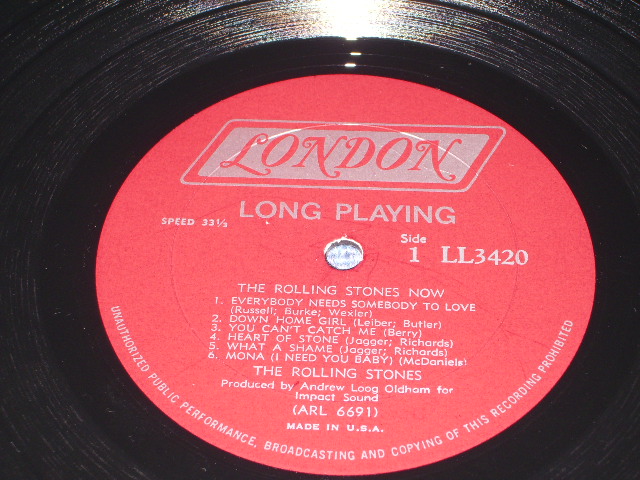 LONDON
LONG PLAYING
SPEED 33⅓
Side
1 LL3420
THE ROLLING STONES NOW
1. EVERYBODY NEEDS SOMEBODY TO LOVE
(Russell; Burke; Wexler)
2. DOWN HOME GIRL (Leiber; Butler)
3. YOU CAN'T CATCH ME (Berry)
4. HEART OF STONE (Jagger; Richards)
5. WHAT A SHAME (Jagger; Richards)
6. MONA (I NEED YOU BABY) (McDaniels)
THE ROLLING STONES
Produced by Andrew Loog Oldham for
Impact Sound
(ARL 6691)
MADE IN U.S.A.
UNAUTHORIZED PUBLIC PERFORMANCE, BROADCASTING AND COPYING OF THIS RECORDING PROHIBITED